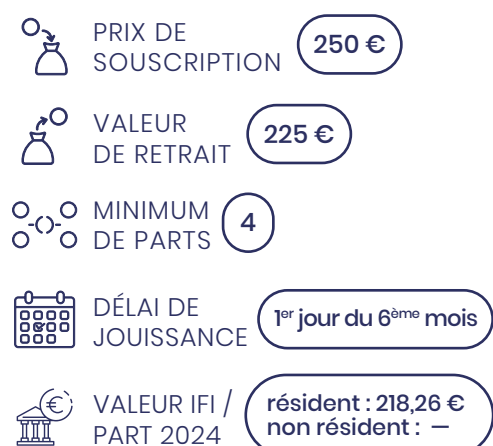 PRIX DE
SOUSCRIPTION
250 €
VALEUR
DE RETRAIT
225 €
MINIMUM
DE PARTS
4
DÉLAI DE
JOUISSANCE
1er jour du 6ème mois
VALEUR IFI /
PART 2024
résident : 218,26 €
non résident : —